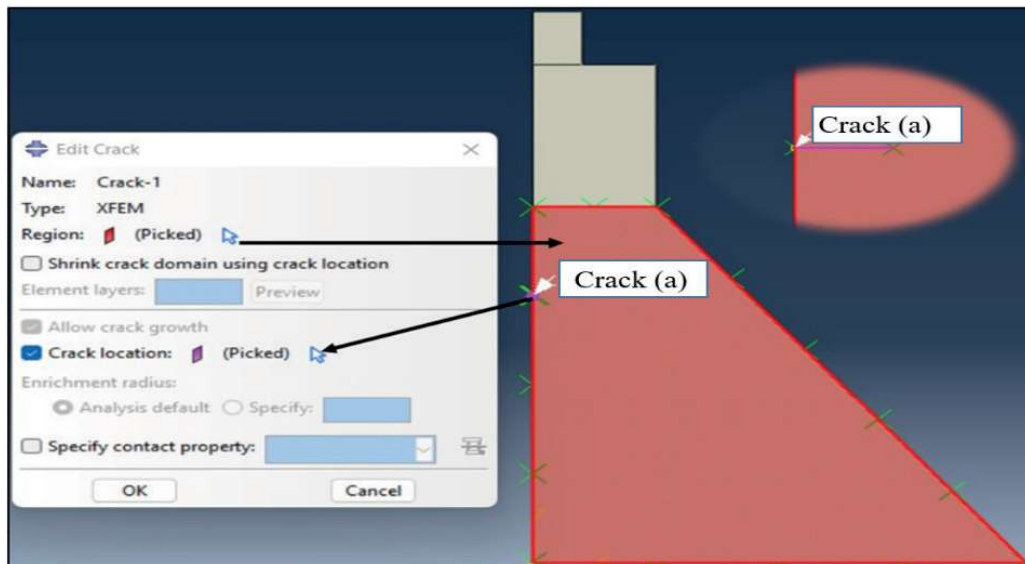 Edit Crack
Name: Crack-1
Type: XFEM
Region: (Picked)
Shrink crack domain using crack location
Element layers: Preview
Allow crack growth
Crack location: (Picked)
Enrichment radius:
Analysis default Specify:
Specify contact property:
OK Cancel
Crack (a)
Crack (a)